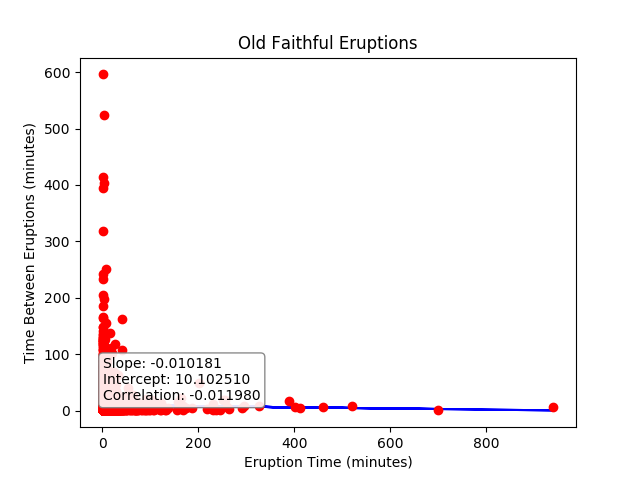 Old Faithful Eruptions
Time Between Eruptions (minutes)
600
500
400
300
200
100
0
Slope: -0.010181
Intercept: 10.102510
Correlation: -0.011980
0 200 400 600 800
Eruption Time (minutes)